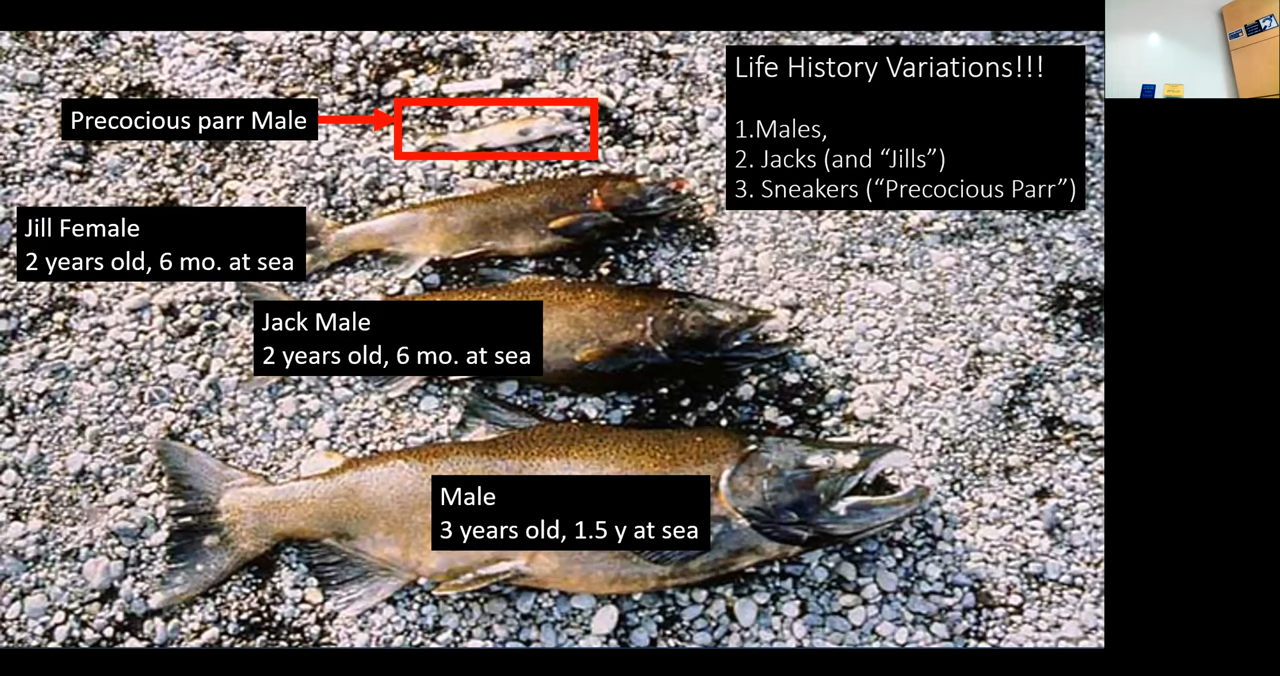 Life History Variations!!!
1.Males,
2. Jacks (and “Jills”)
3. Sneakers (“Precocious Parr”)
Precocious parr Male
Jill Female
2 years old, 6 mo. at sea
Jack Male
2 years old, 6 mo. at sea
Male
3 years old, 1.5 y at sea